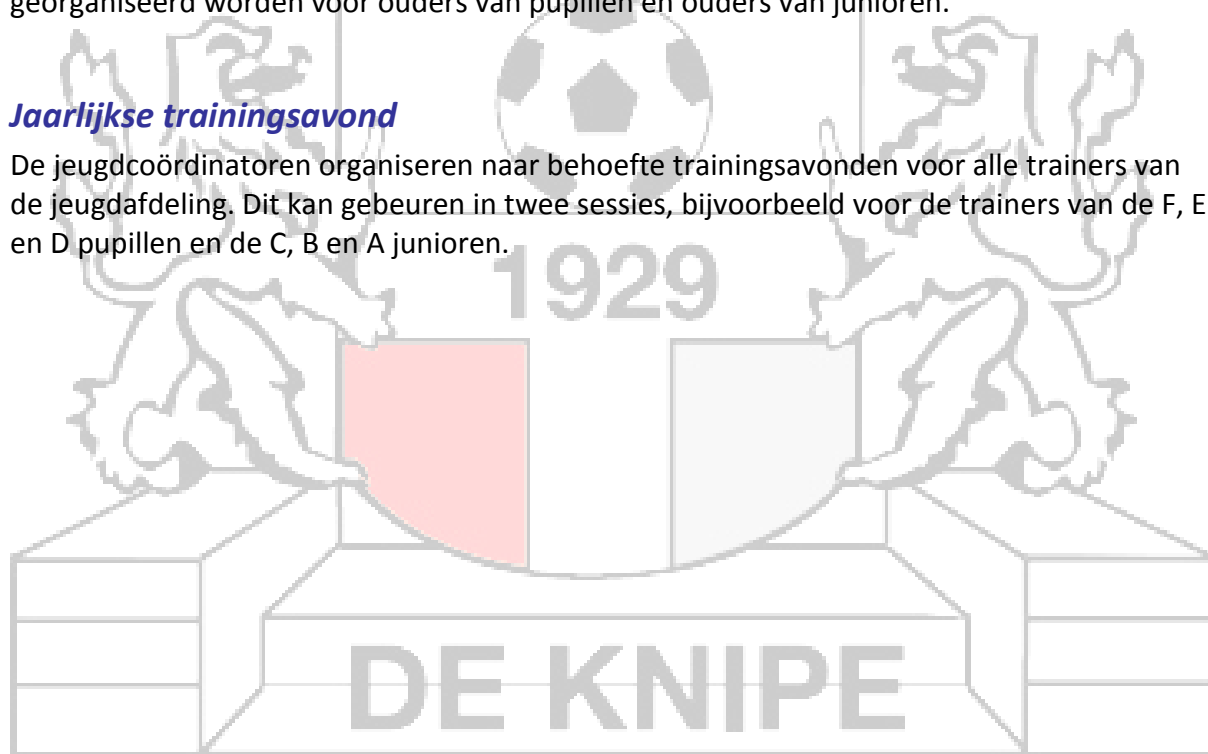 georganiseerd worden voor ouders van pupillen en ouders van junioren.
Jaarlijkse trainingsavond
De jeugdcoördinatoren organiseren naar behoefte trainingsavonden voor alle trainers van
de jeugdafdeling. Dit kan gebeuren in twee sessies, bijvoorbeeld voor de trainers van de F, E
en D pupillen en de C, B en A junioren.
1929
DE KNIPE